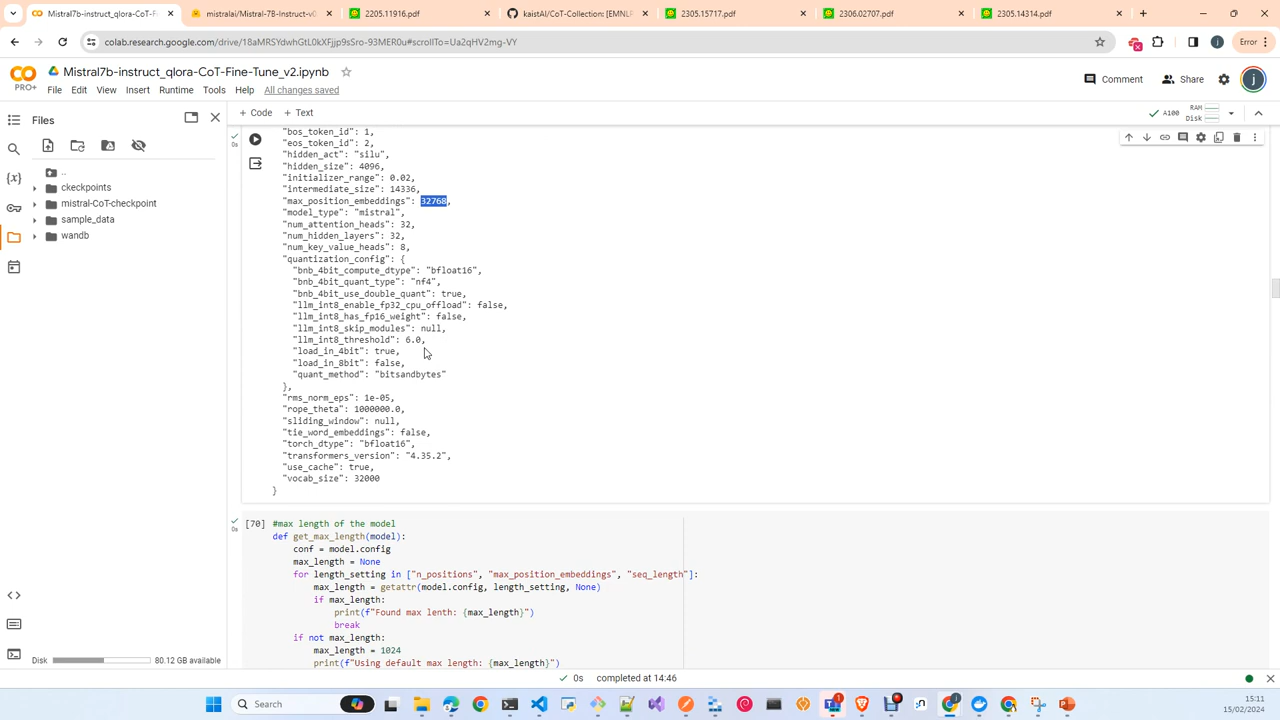 Mistral7b-instruct_qlora-CoT-Fi
mistralai/Mistral-7B-Instruct-v0
2205.11916.pdf
kaistAI/CoT-Collection: [EMNLP
2305.15717.pdf
2306.02707.pdf
2305.14314.pdf
colab.research.google.com/drive/18aMRSYdwhGtL0kXFjjp9sSro-93MER0u#scrollTo=Ua2qHV2mg-VY
j
Error
CO
PRO+
Mistral7b-instruct_qlora-CoT-Fine-Tune_v2.ipynb
Comment
Share
j
File Edit View Insert Runtime Tools Help All changes saved
Files
+ Code + Text
A100
RAM
Disk
..
ckeckpoints
mistral-CoT-checkpoint
sample_data
wandb
{x}
0s
"bos_token_id": 1,
"eos_token_id": 2,
"hidden_act": "silu",
"hidden_size": 4096,
"initializer_range": 0.02,
"intermediate_size": 14336,
"max_position_embeddings": 32768,
"model_type": "mistral",
"num_attention_heads": 32,
"num_hidden_layers": 32,
"num_key_value_heads": 8,
"quantization_config": {
"bnb_4bit_compute_dtype": "bfloat16",
"bnb_4bit_quant_type": "nf4",
"bnb_4bit_use_double_quant": true,
"llm_int8_enable_fp32_cpu_offload": false,
"llm_int8_has_fp16_weight": false,
"llm_int8_skip_modules": null,
"llm_int8_threshold": 6.0,
"load_in_4bit": true,
"load_in_8bit": false,
"quant_method": "bitsandbytes"
},
"rms_norm_eps": 1e-05,
"rope_theta": 1000000.0,
"sliding_window": null,
"tie_word_embeddings": false,
"torch_dtype": "bfloat16",
"transformers_version": "4.35.2",
"use_cache": true,
"vocab_size": 32000
}
0s
[70] #max length of the model
def get_max_length(model):
conf = model.config
max_length = None
for length_setting in ["n_positions", "max_position_embeddings", "seq_length"]:
max_length = getattr(model.config, length_setting, None)
if max_length:
print(f"Found max lenth: {max_length}")
break
if not max_length:
max_length = 1024
print(f"Using default max length: {max_length}")
Disk 80.12 GB available
0s completed at 14:46
Search
1
15:11
15/02/2024